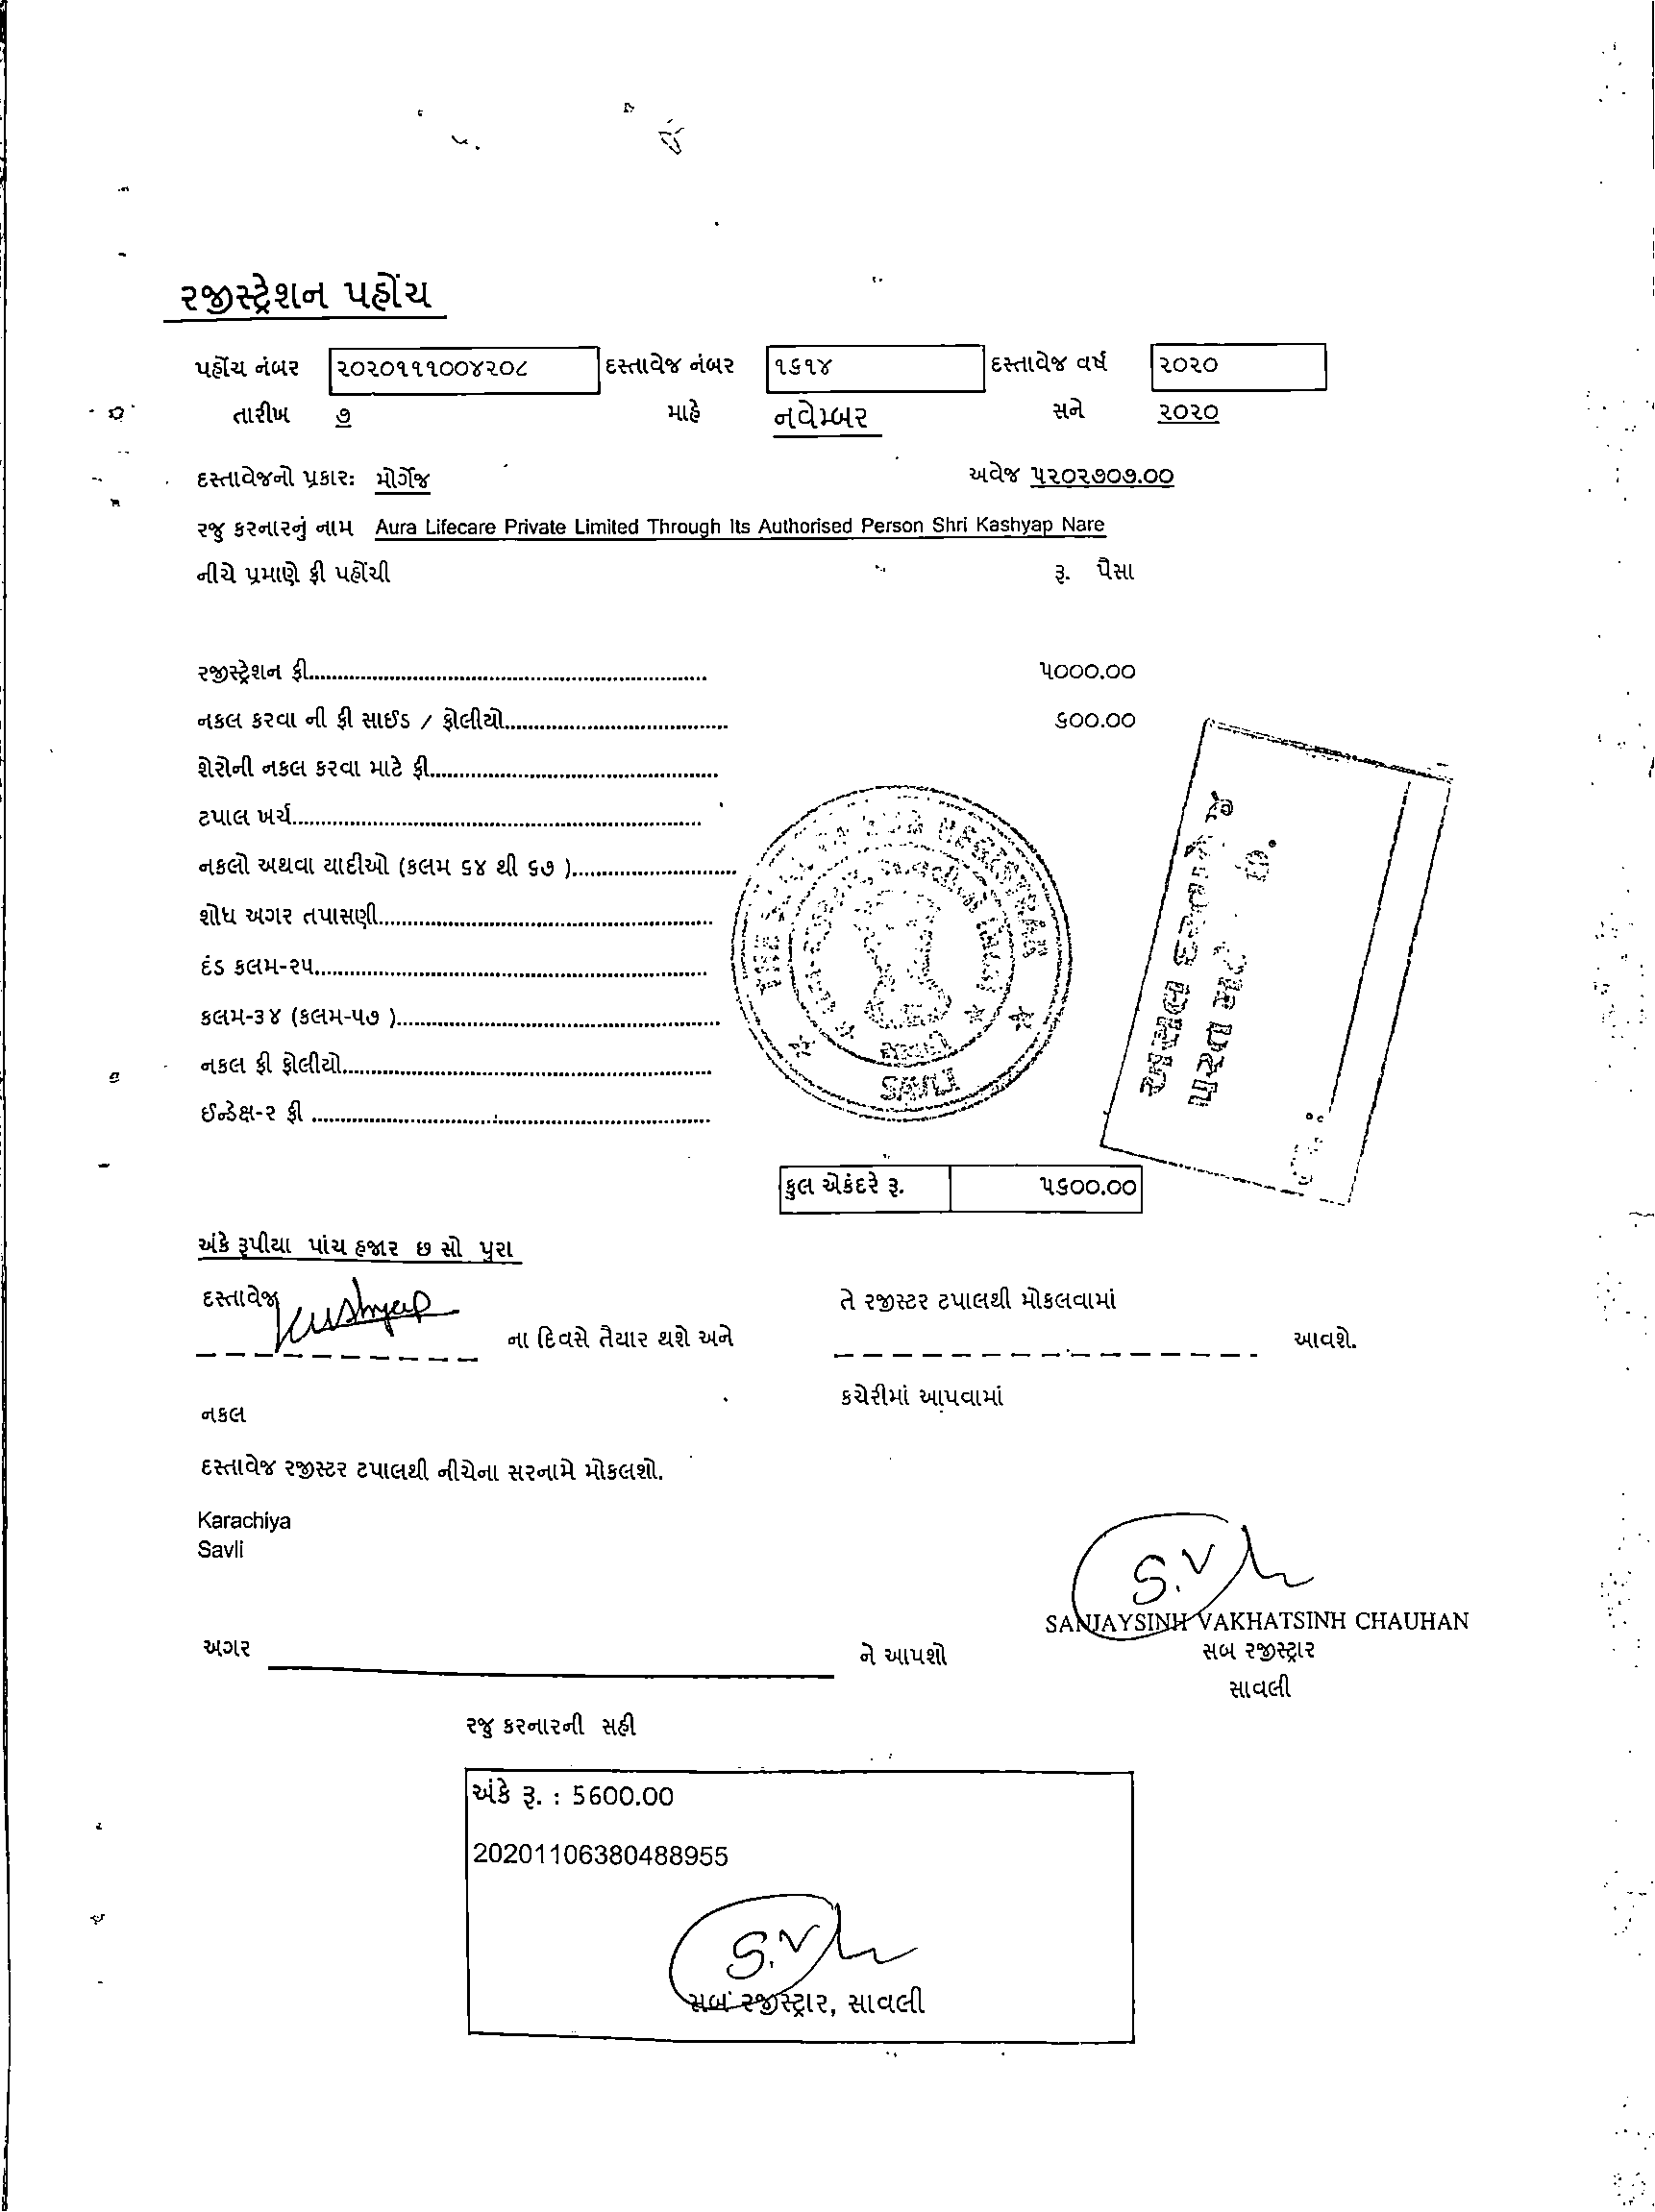 રજીસ્ટ્રેશન પહોંચ
પહોંચ નંબર ૨૦૨૦૧૧૧૦૦૪૨૦૮ દસ્તાવેજ નંબર ૧૬૧૪ દસ્તાવેજ વર્ષ ૨૦૨૦
તારીખ ૭ માહે નવેમ્બર સને ૨૦૨૦
દસ્તાવેજનો પ્રકાર: મોર્ગેજ અવેજ ૫૨૦૨૭૦૭.૦૦
રજુ કરનારનું નામ Aura Lifecare Private Limited Through Its Authorised Person Shri Kashyap Nare
નીચે પ્રમાણે ફી પહોંચી રૂ. પૈસા
રજીસ્ટ્રેશન ફી.......... ૫૦૦૦.૦૦
નકલ કરવા ની ફી સાઈડ / ફોલીયો.......... ૬૦૦.૦૦
શેરોની નકલ કરવા માટે ફી..........
ટપાલ ખર્ચ..........
નકલો અથવા યાદીઓ (કલમ ૬૪ થી ૬૭ )..........
શોધ અગર તપાસણી..........
દંડ કલમ-૨૫..........
કલમ-૩૪ (કલમ-૫૭ )..........
નકલ ફી ફોલીયો..........
ઈન્ડેક્ષ-૨ ફી ..........
THE SUB REGISTRAR
SAVLI
કુલ એકંદરે રૂ. ૫૬૦૦.૦૦
અંકે રૂપીયા પાંચ હજાર છ સો પુરા
દસ્તાવેજ Kushyap તે રજીસ્ટર ટપાલથી મોકલવામાં
ના દિવસે તૈયાર થશે અને આવશે.
નકલ કચેરીમાં આપવામાં
દસ્તાવેજ રજીસ્ટર ટપાલથી નીચેના સરનામે મોકલશો.
Karachiya
Savli
S.V
SANJAYSINH VAKHATSINH CHAUHAN
સબ રજીસ્ટ્રાર
સાવલી
અગર ને આપશો
રજુ કરનારની સહી
અંકે રૂ. : 5600.00
20201106380488955
S.V
સબ રજીસ્ટ્રાર, સાવલી